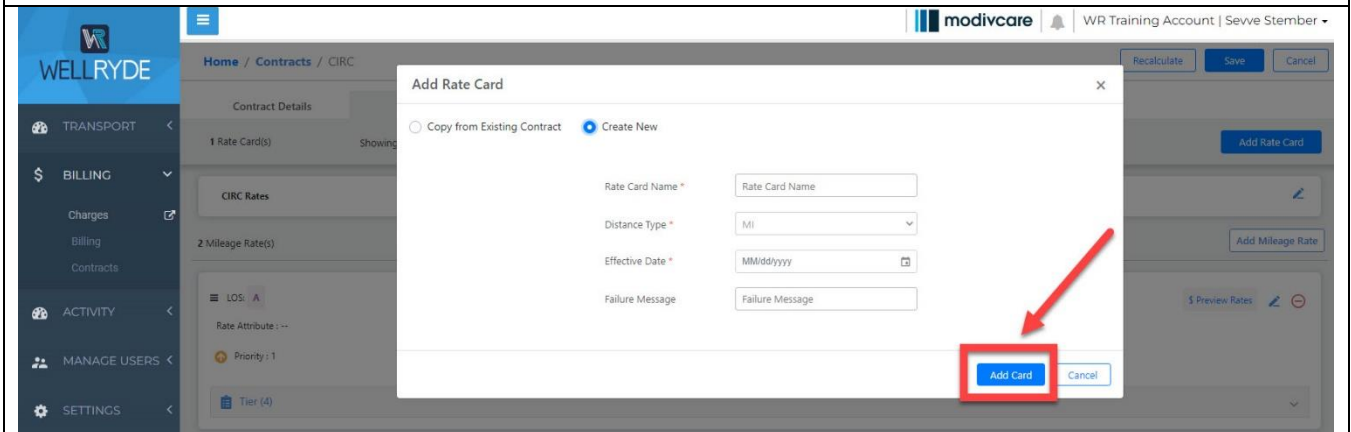 modivcare
WR Training Account | Sevve Stember
WELLRYDE
Home / Contracts / CIRC
Recalculate
Save
Cancel
Add Rate Card
Contract Details
Copy from Existing Contract
Create New
TRANSPORT
1 Rate Card(s)
Showing
Add Rate Card
BILLING
Rate Card Name *
Rate Card Name
CIRC Rates
Charges
Distance Type *
MI
Billing
2 Mileage Rate(s)
Add Mileage Rate
Effective Date *
MM/dd/yyyy
Contracts
LOS: A
Failure Message
Failure Message
$ Preview Rates
ACTIVITY
Rate Attribute : --
MANAGE USERS
Priority : 1
Add Card
Cancel
Tier (4)
SETTINGS